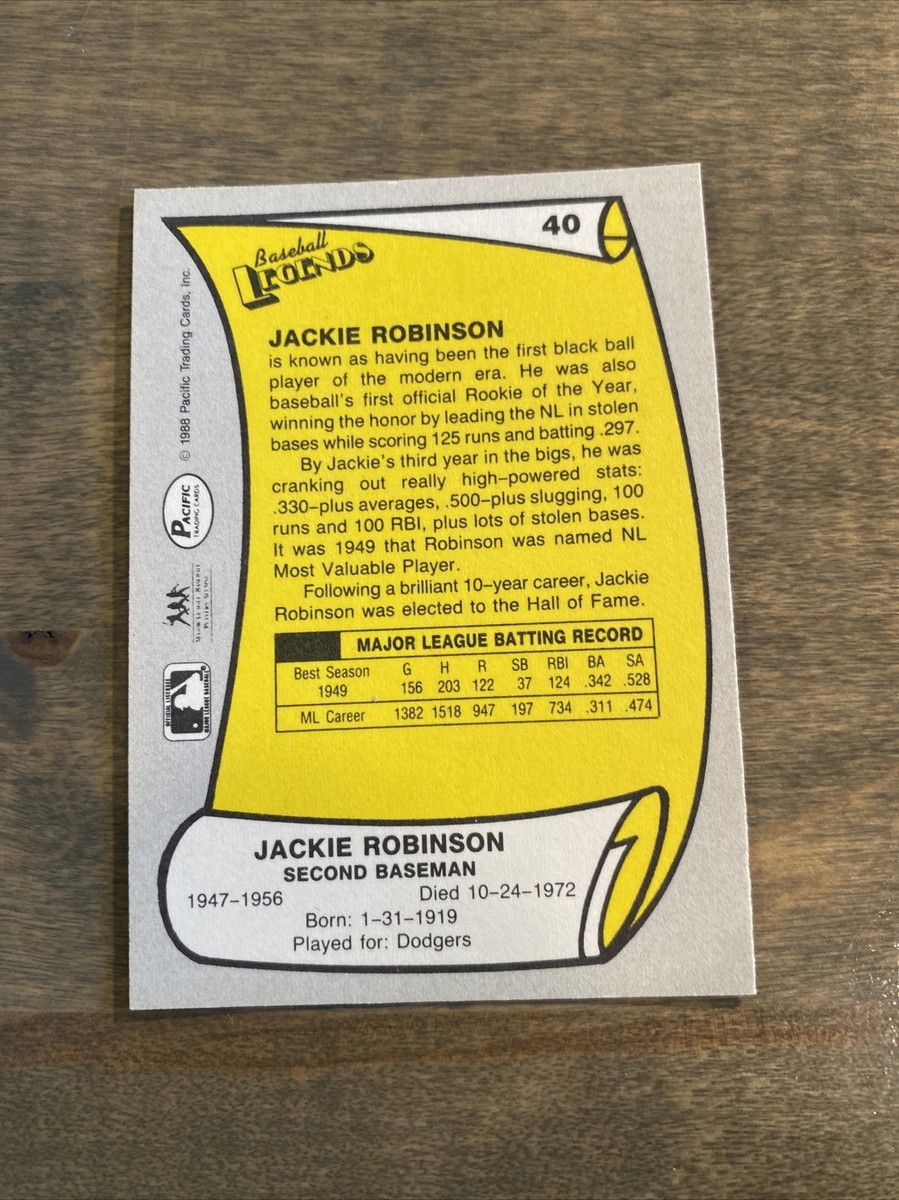 40
Baseball
LEGENDS
JACKIE ROBINSON
is known as having been the first black ball
player of the modern era. He was also
baseball's first official Rookie of the Year,
winning the honor by leading the NL in stolen
bases while scoring 125 runs and batting .297.
By Jackie's third year in the bigs, he was
cranking out really high-powered stats:
.330-plus averages, .500-plus slugging, 100
runs and 100 RBI, plus lots of stolen bases.
It was 1949 that Robinson was named NL
Most Valuable Player.
Following a brilliant 10-year career, Jackie
Robinson was elected to the Hall of Fame.
MAJOR LEAGUE BATTING RECORD
Best Season G H R SB RBI BA SA
1949 156 203 122 37 124 .342 .528
ML Career 1382 1518 947 197 734 .311 .474
JACKIE ROBINSON
SECOND BASEMAN
1947-1956 Died 10-24-1972
Born: 1-31-1919
Played for: Dodgers
© 1988 Pacific Trading Cards, Inc.
PACIFIC
TRADING CARDS
OFFICIAL LICENSEE
MAJOR LEAGUE BASEBALL